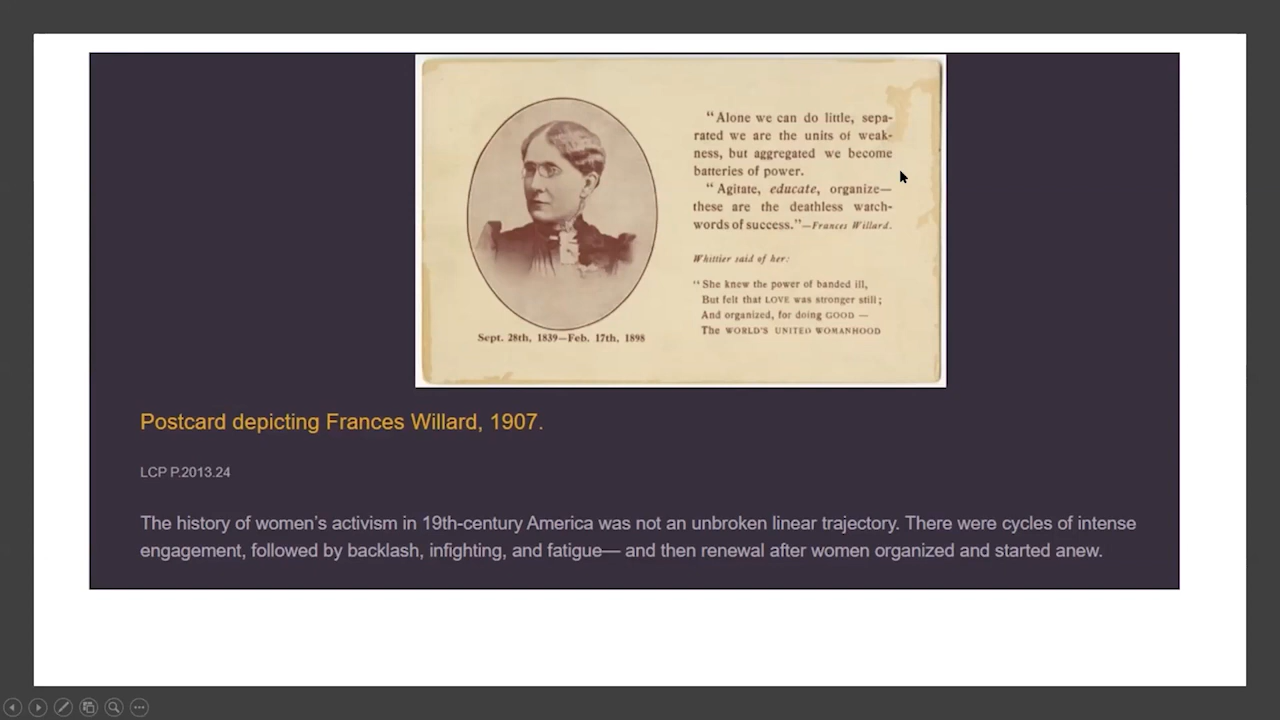 “Alone we can do little, sepa-
rated we are the units of weak-
ness, but aggregated we become
batteries of power.
“Agitate, educate, organize—
these are the deathless watch-
words of success.”—Frances Willard.
Whittier said of her:
“She knew the power of banded ill,
But felt that LOVE was stronger still;
And organized, for doing GOOD —
The WORLD'S UNITED WOMANHOOD
Sept. 28th, 1839—Feb. 17th, 1898
Postcard depicting Frances Willard, 1907.
LCP P.2013.24
The history of women’s activism in 19th-century America was not an unbroken linear trajectory. There were cycles of intense
engagement, followed by backlash, infighting, and fatigue— and then renewal after women organized and started anew.